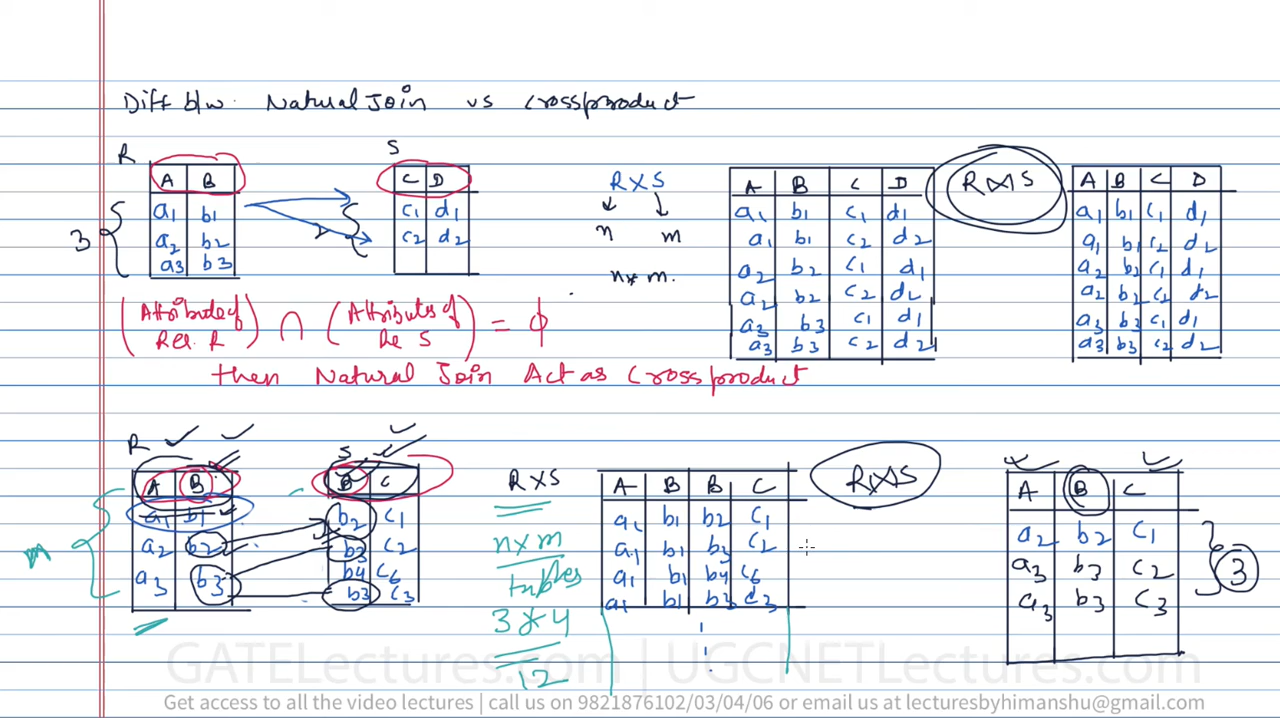 Diff b/w. Natural Join vs Crossproduct
R
A B
a1 b1
a2 b2
a3 b3
3
S
C D
c1 d1
c2 d2
2
R X S
n m
n * m.
A B C D
a1 b1 c1 d1
a1 b1 c2 d2
a2 b2 c1 d1
a2 b2 c2 d2
a3 b3 c1 d1
a3 b3 c2 d2
R⋈S
A B C D
a1 b1 c1 d1
a1 b1 c2 d2
a2 b2 c1 d1
a2 b2 c2 d2
a3 b3 c1 d1
a3 b3 c2 d2
(Attribute of Rel. R) ∩ (Attributes of Re S) = ϕ
then Natural Join Act as Crossproduct
R
A B
a1 b1
a2 b2
a3 b3
m
S
B C
b2 c1
b3 c2
b4 c6
b3 c3
R X S
n x m
tuples
3 * 4
12
A B B C
a1 b1 b2 c1
a1 b1 b3 c2
a1 b1 b4 c6
a1 b1 b3 c3
R⋈S
A B C
a2 b2 c1
a3 b3 c2
a3 b3 c3
3
GATELectures.com | UGCNETLectures.com
Get access to all the video lectures | call us on 9821876102/03/04/06 or email us at lecturesbyhimanshu@gmail.com